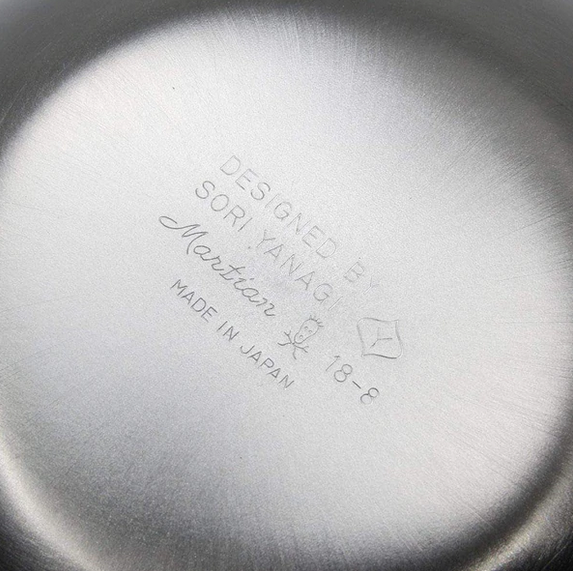 DESIGNED BY
SORI YANAGI
Martian 18-8
MADE IN JAPAN